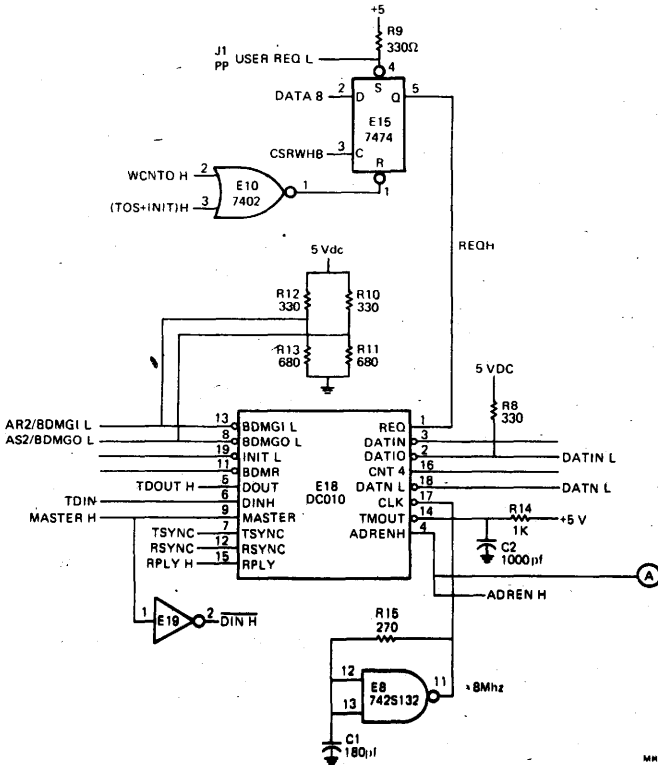 +5
R9
330Ω
J1
PP
USER REQ L
4
S
DATA 8
2
D
Q
5
E15
7474
CSRWHB
3
C
R
1
WCNTO H
2
E10
7402
1
(TOS+INIT)H
3
REQH
5 Vdc
R12
330
R10
330
R13
680
R11
680
5 VDC
R8
330
AR2/BDMGI L
13
BDMGI L
REQ
1
AS2/BDMGO L
8
BDMGO L
DATIN
3
19
INIT L
DATIO
2
DATIN L
11
BDMR
CNT 4
16
TDOUT H
5
DOUT
E18
DC010
DATN L
18
DATN L
TDIN
6
DINH
CLK
17
MASTER H
9
MASTER
TMOUT
14
R14
1K
+5 V
TSYNC
7
TSYNC
ADRENH
4
RSYNC
12
RSYNC
C2
1000pf
RPLY H
15
RPLY
A
ADREN H
1
E19
2
DIN H
R15
270
12
E8
742S132
11
≈8Mhz
13
C1
180pf